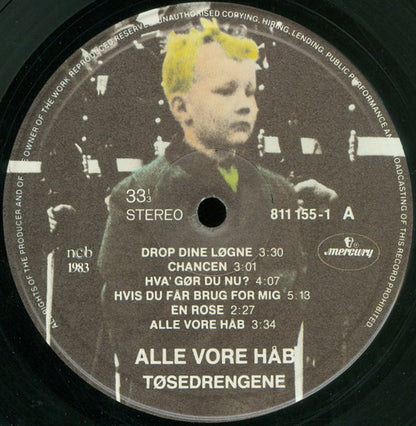 ALL RIGHTS OF THE PRODUCER AND OF THE OWNER OF THE WORK REPRODUCED RESERVED. UNAUTHORISED COPYING, HIRING, LENDING, PUBLIC PERFORMANCE AND BROADCASTING OF THIS RECORD PROHIBITED
33 1/3
STEREO
811 155-1 A
ncb
1983
mercury
DROP DINE LØGNE 3:30
CHANCEN 3:01
HVA' GØR DU NU? 4:07
HVIS DU FÅR BRUG FOR MIG 5:13
EN ROSE 2:27
ALLE VORE HÅB 3:34
ALLE VORE HÅB
TØSEDRENGENE